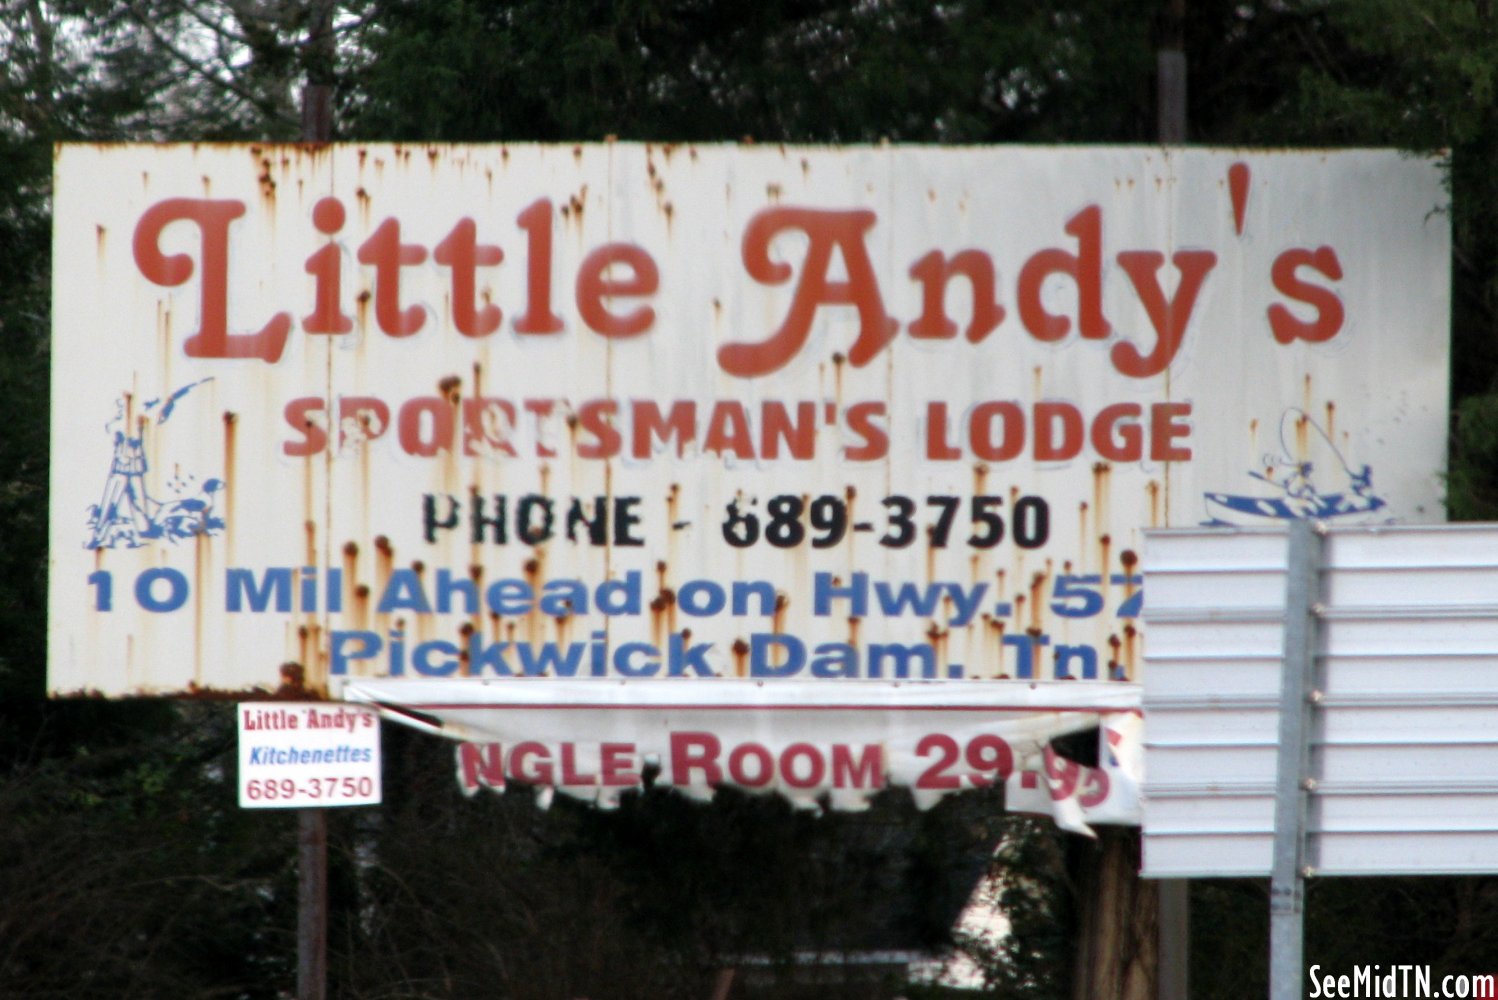 Little Andy's
SPORTSMAN'S LODGE
PHONE - 689-3750
10 Mil Ahead on Hwy. 57
Pickwick Dam, Tn.
Little Andy's
Kitchenettes
689-3750
NGLE ROOM 29.95
SeeMidTN.com